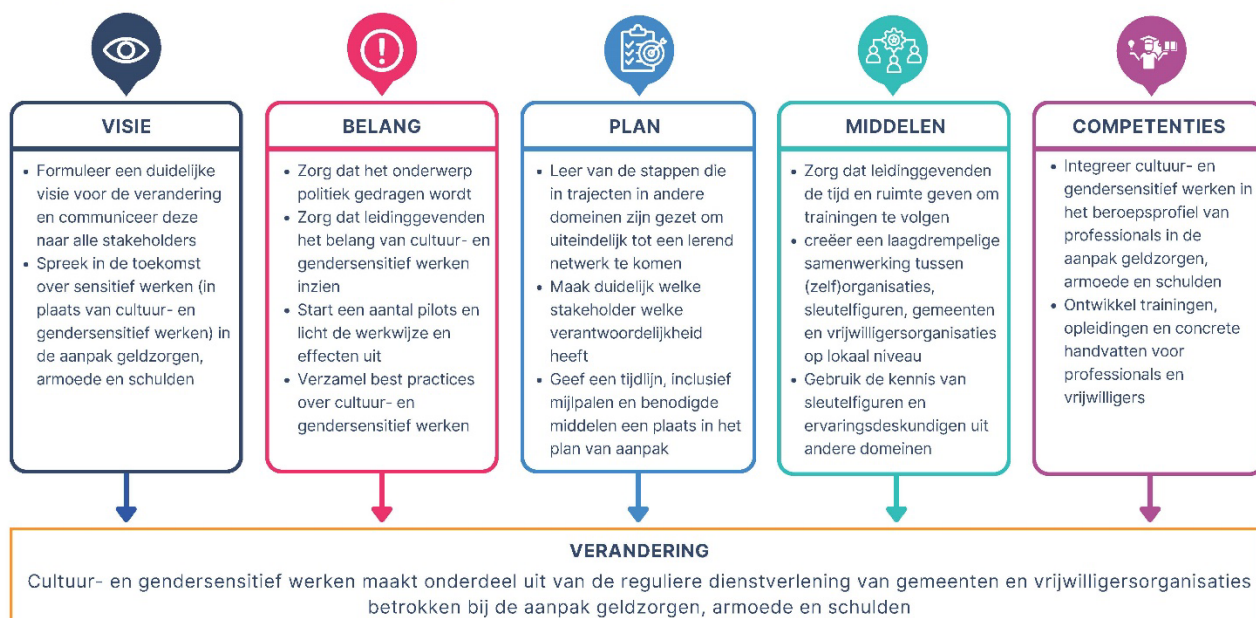 VISIE
• Formuleer een duidelijke
visie voor de verandering
en communiceer deze
naar alle stakeholders
• Spreek in de toekomst
over sensitief werken (in
plaats van cultuur- en
gendersensitief werken) in
de aanpak geldzorgen,
armoede en schulden
BELANG
• Zorg dat het onderwerp
politiek gedragen wordt
• Zorg dat leidinggevenden
het belang van cultuur- en
gendersensitief werken
inzien
• Start een aantal pilots en
licht de werkwijze en
effecten uit
• Verzamel best practices
over cultuur- en
gendersensitief werken
PLAN
• Leer van de stappen die
in trajecten in andere
domeinen zijn gezet om
uiteindelijk tot een lerend
netwerk te komen
• Maak duidelijk welke
stakeholder welke
verantwoordelijkheid
heeft
• Geef een tijdlijn, inclusief
mijlpalen en benodigde
middelen een plaats in het
plan van aanpak
MIDDELEN
• Zorg dat leidinggevenden
de tijd en ruimte geven om
trainingen te volgen
• creëer een laagdrempelige
samenwerking tussen
(zelf)organisaties,
sleutelfiguren, gemeenten
en vrijwilligersorganisaties
op lokaal niveau
• Gebruik de kennis van
sleutelfiguren en
ervaringsdeskundigen uit
andere domeinen
COMPETENTIES
• Integreer cultuur- en
gendersensitief werken in
het beroepsprofiel van
professionals in de
aanpak geldzorgen,
armoede en schulden
• Ontwikkel trainingen,
opleidingen en concrete
handvatten voor
professionals en
vrijwilligers
VERANDERING
Cultuur- en gendersensitief werken maakt onderdeel uit van de reguliere dienstverlening van gemeenten en vrijwilligersorganisaties
betrokken bij de aanpak geldzorgen, armoede en schulden